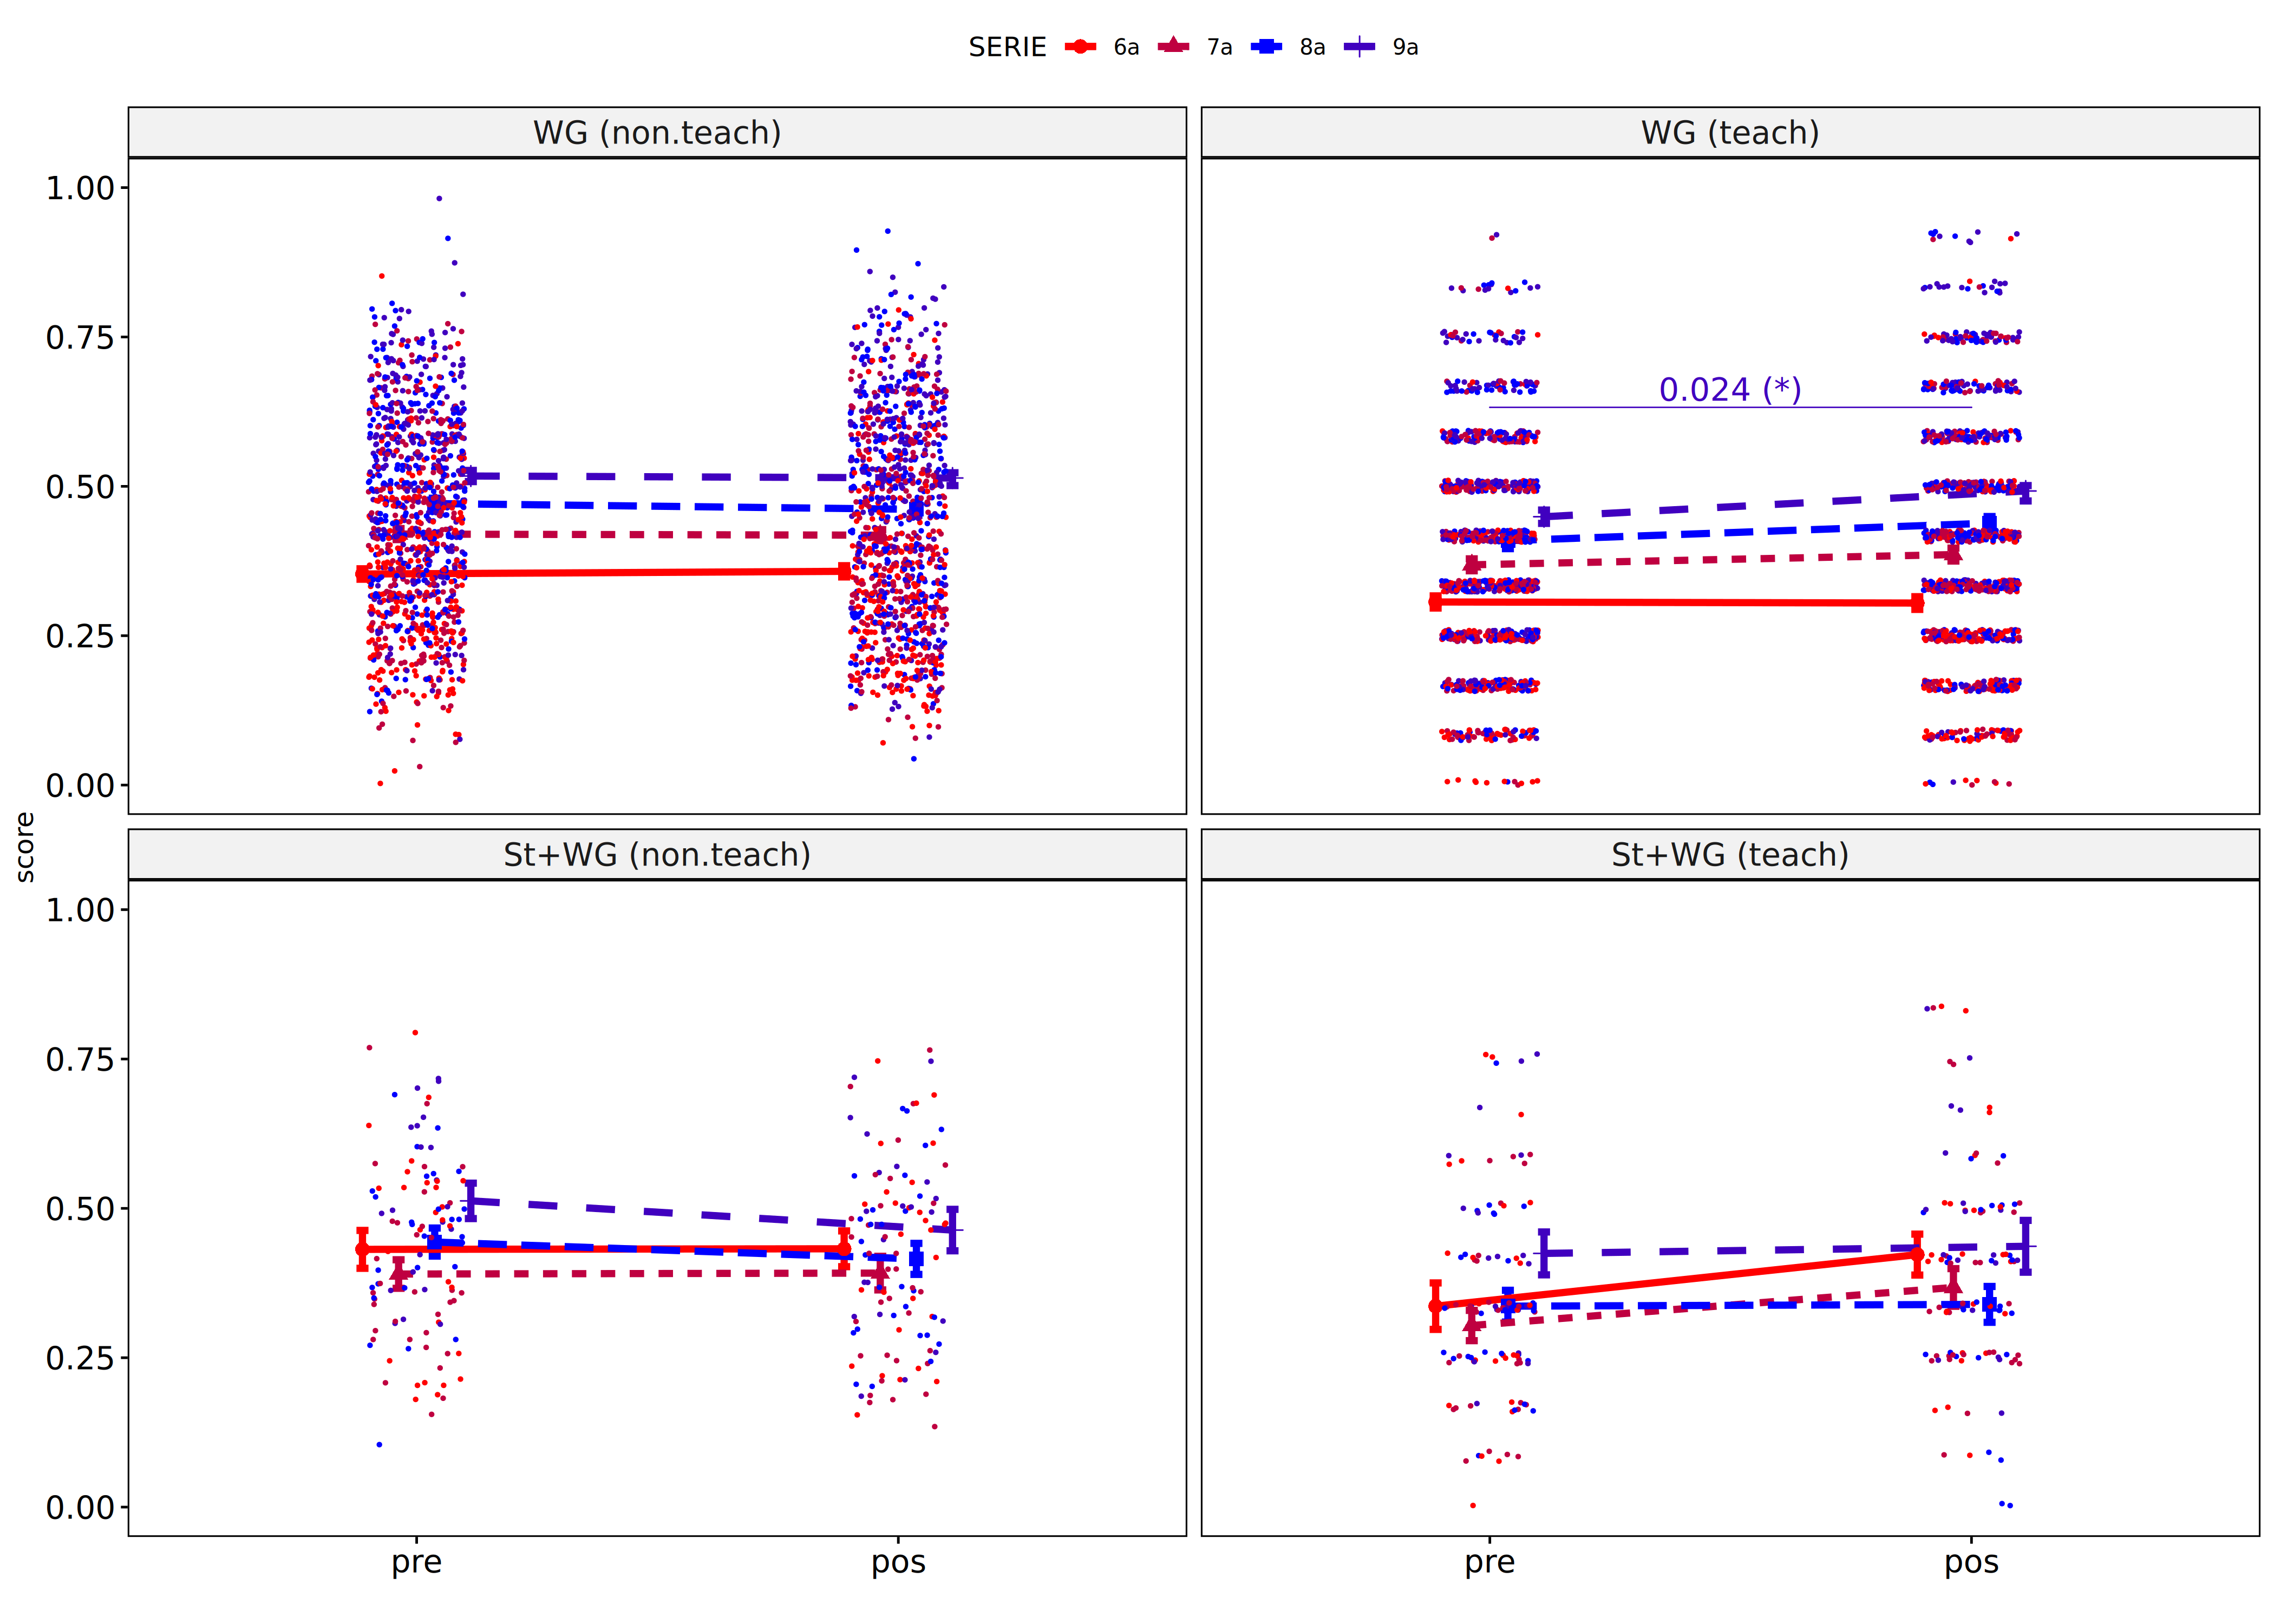 SERIE 6a 7a 8a 9a
WG (non.teach)
WG (teach)
1.00
0.75
0.50
0.25
0.00
0.024 (*)
score
St+WG (non.teach)
St+WG (teach)
1.00
0.75
0.50
0.25
0.00
pre pos
pre pos